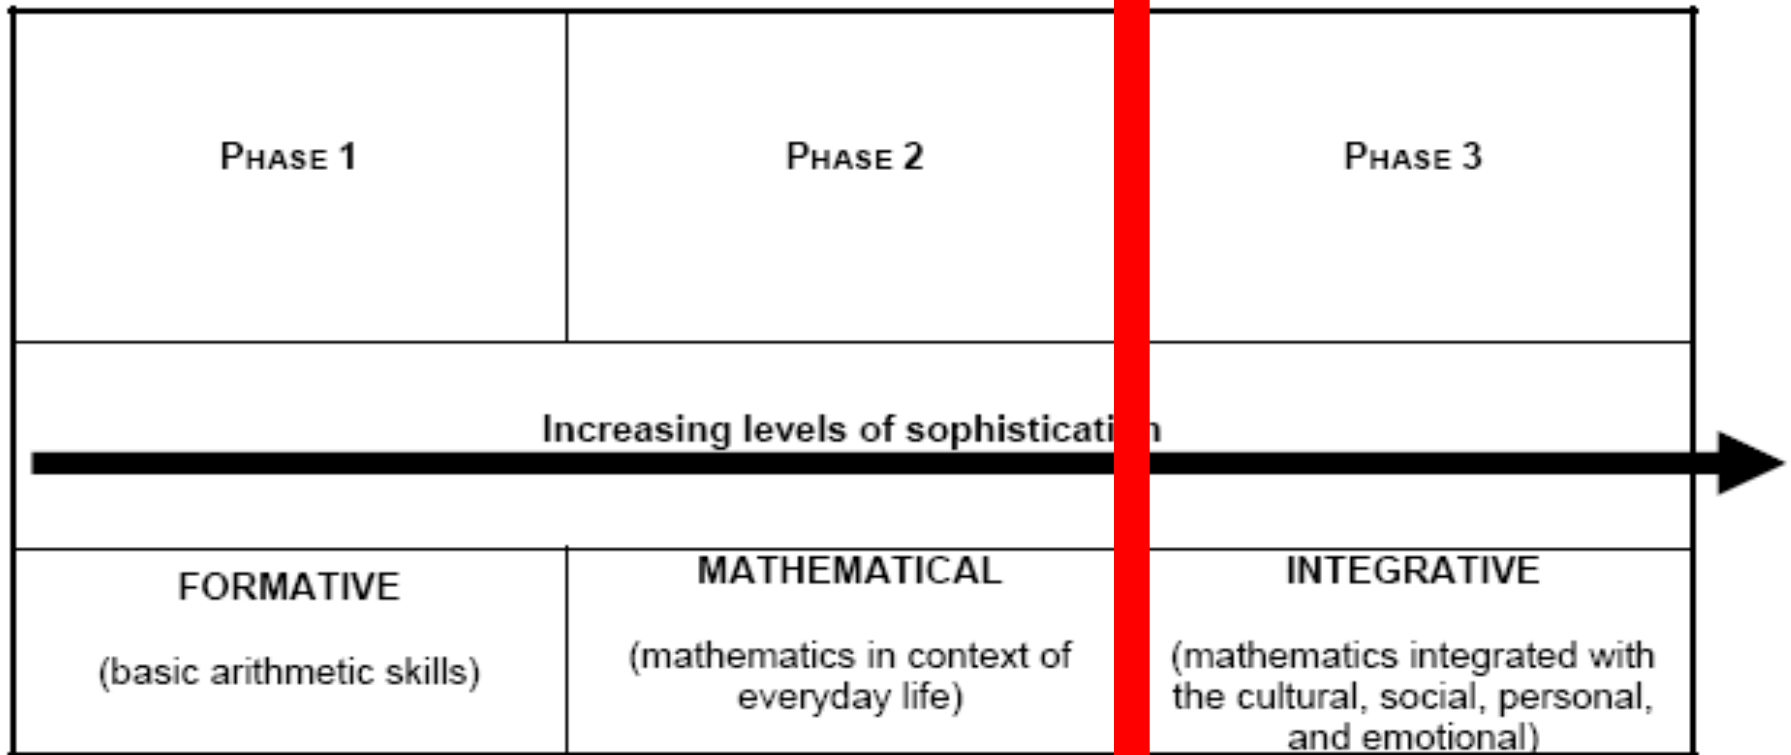 PHASE 1
PHASE 2
PHASE 3
Increasing levels of
FORMATIVE
(basic arithmetic skills)
MATHEMATICAL
(mathematics in context of
everyday life)
INTEGRATIVE
(mathematics integrated with
the cultural, social, personal,
and emotional)